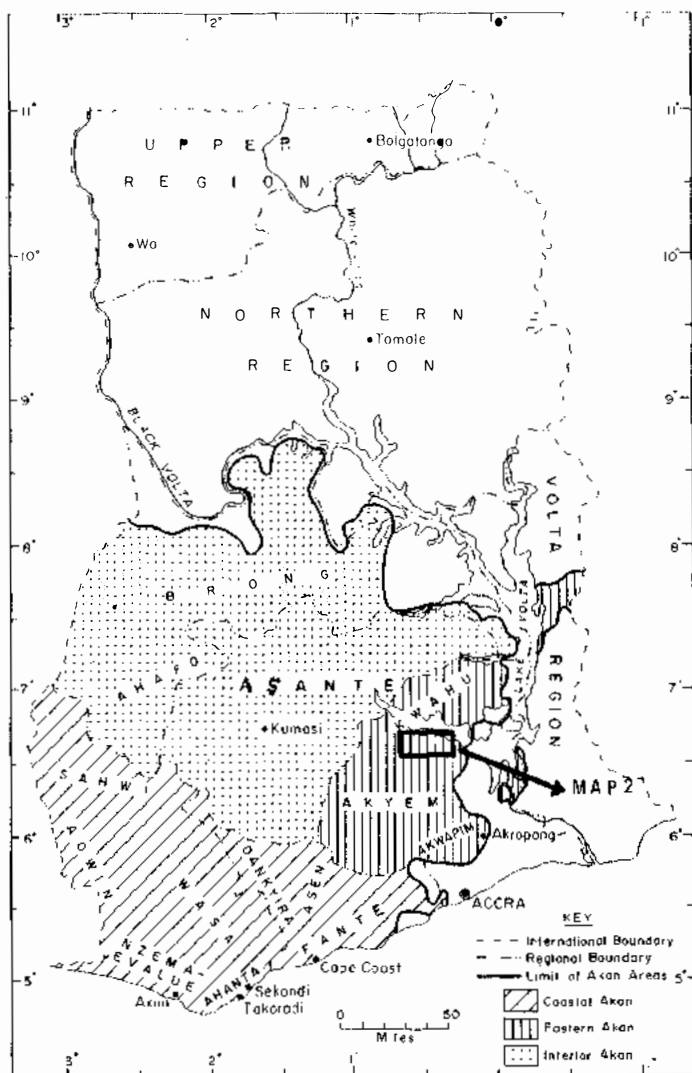 3° 2° 1° 0° 1°
11° 11°
UPPER
Bolgatanga
REGION
10° Wa 10°
NORTHERN
Tamale
REGION
9° 9°
BLACK VOLTA
VOLTA
8° 8°
BRONG
LAKE VOLTA
REGION
AHAFO
ASANTE
KWAHU
7° 7°
Kumasi
MAP 2
SAHWI
AKYEM
6° AKWAPIM Akropong 6°
AOWIN
DANKYIRA
ASEN
WASA
ACCRA
FANTE
KEY
International Boundary
NZEMA-
Regional Boundary
EVALUE
Cape Coast
5° AHANTA Limit of Akan Areas 5°
Axim
Sekondi
Takoradi
Coastal Akan
0 50
Miles
Eastern Akan
Interior Akan
3° 2° 1° 0° 1°